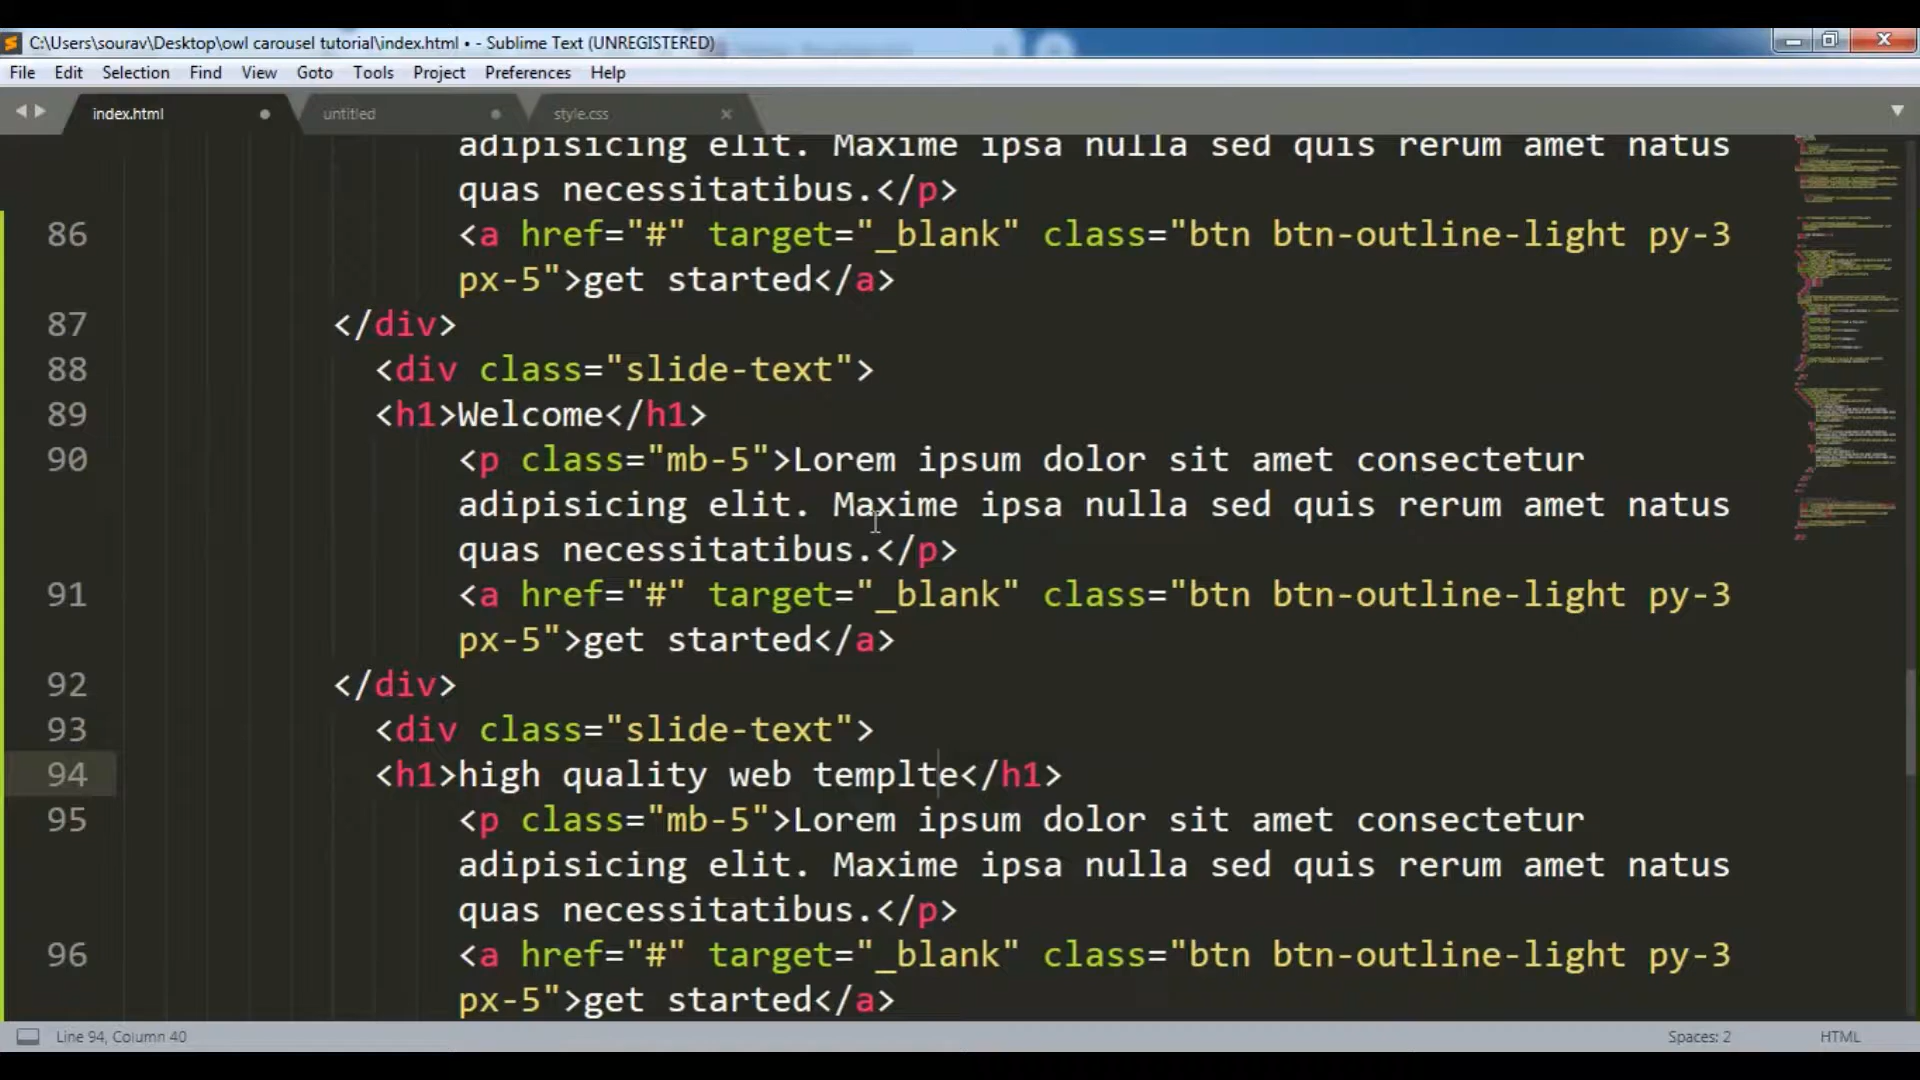 C:\Users\sourav\Desktop\owl carousel tutorial\index.html • - Sublime Text (UNREGISTERED)
File Edit Selection Find View Goto Tools Project Preferences Help
index.html untitled style.css
adipisicing elit. Maxime ipsa nulla sed quis rerum amet natus
quas necessitatibus.</p>
86 <a href="#" target="_blank" class="btn btn-outline-light py-3
px-5">get started</a>
87 </div>
88 <div class="slide-text">
89 <h1>Welcome</h1>
90 <p class="mb-5">Lorem ipsum dolor sit amet consectetur
adipisicing elit. Maxime ipsa nulla sed quis rerum amet natus
quas necessitatibus.</p>
91 <a href="#" target="_blank" class="btn btn-outline-light py-3
px-5">get started</a>
92 </div>
93 <div class="slide-text">
94 <h1>high quality web templte</h1>
95 <p class="mb-5">Lorem ipsum dolor sit amet consectetur
adipisicing elit. Maxime ipsa nulla sed quis rerum amet natus
quas necessitatibus.</p>
96 <a href="#" target="_blank" class="btn btn-outline-light py-3
px-5">get started</a>
Line 94, Column 40 Spaces: 2 HTML